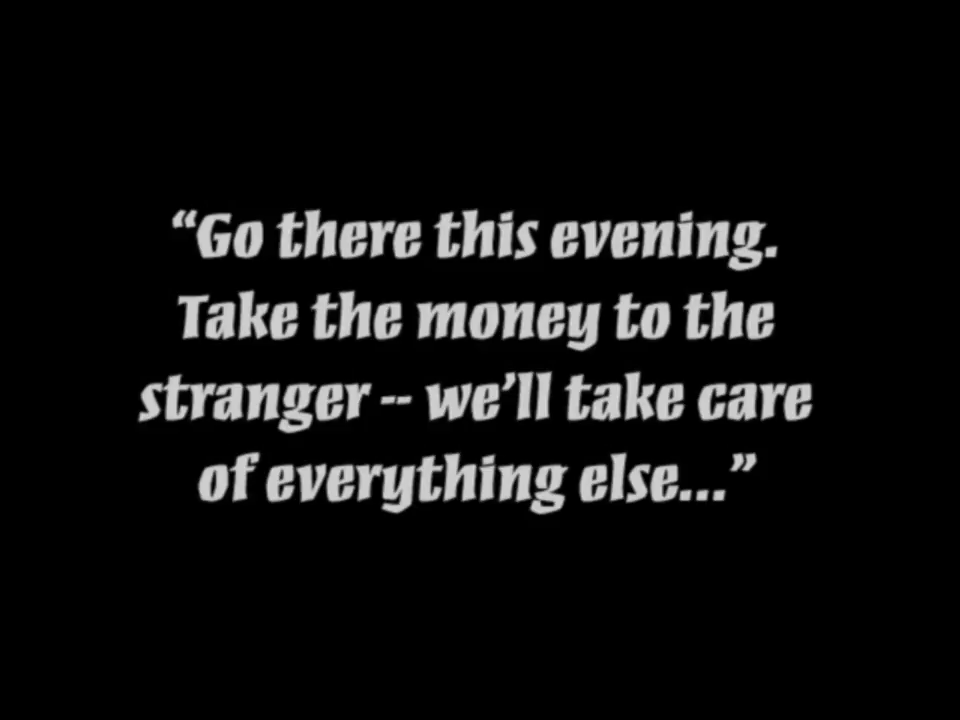 “Go there this evening.
Take the money to the
stranger -- we’ll take care
of everything else...”